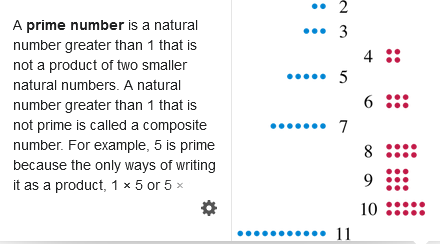 A prime number is a natural
number greater than 1 that is
not a product of two smaller
natural numbers. A natural
number greater than 1 that is
not prime is called a composite
number. For example, 5 is prime
because the only ways of writing
it as a product, 1 × 5 or 5 ×
2
3
4
5
6
7
8
9
10
11